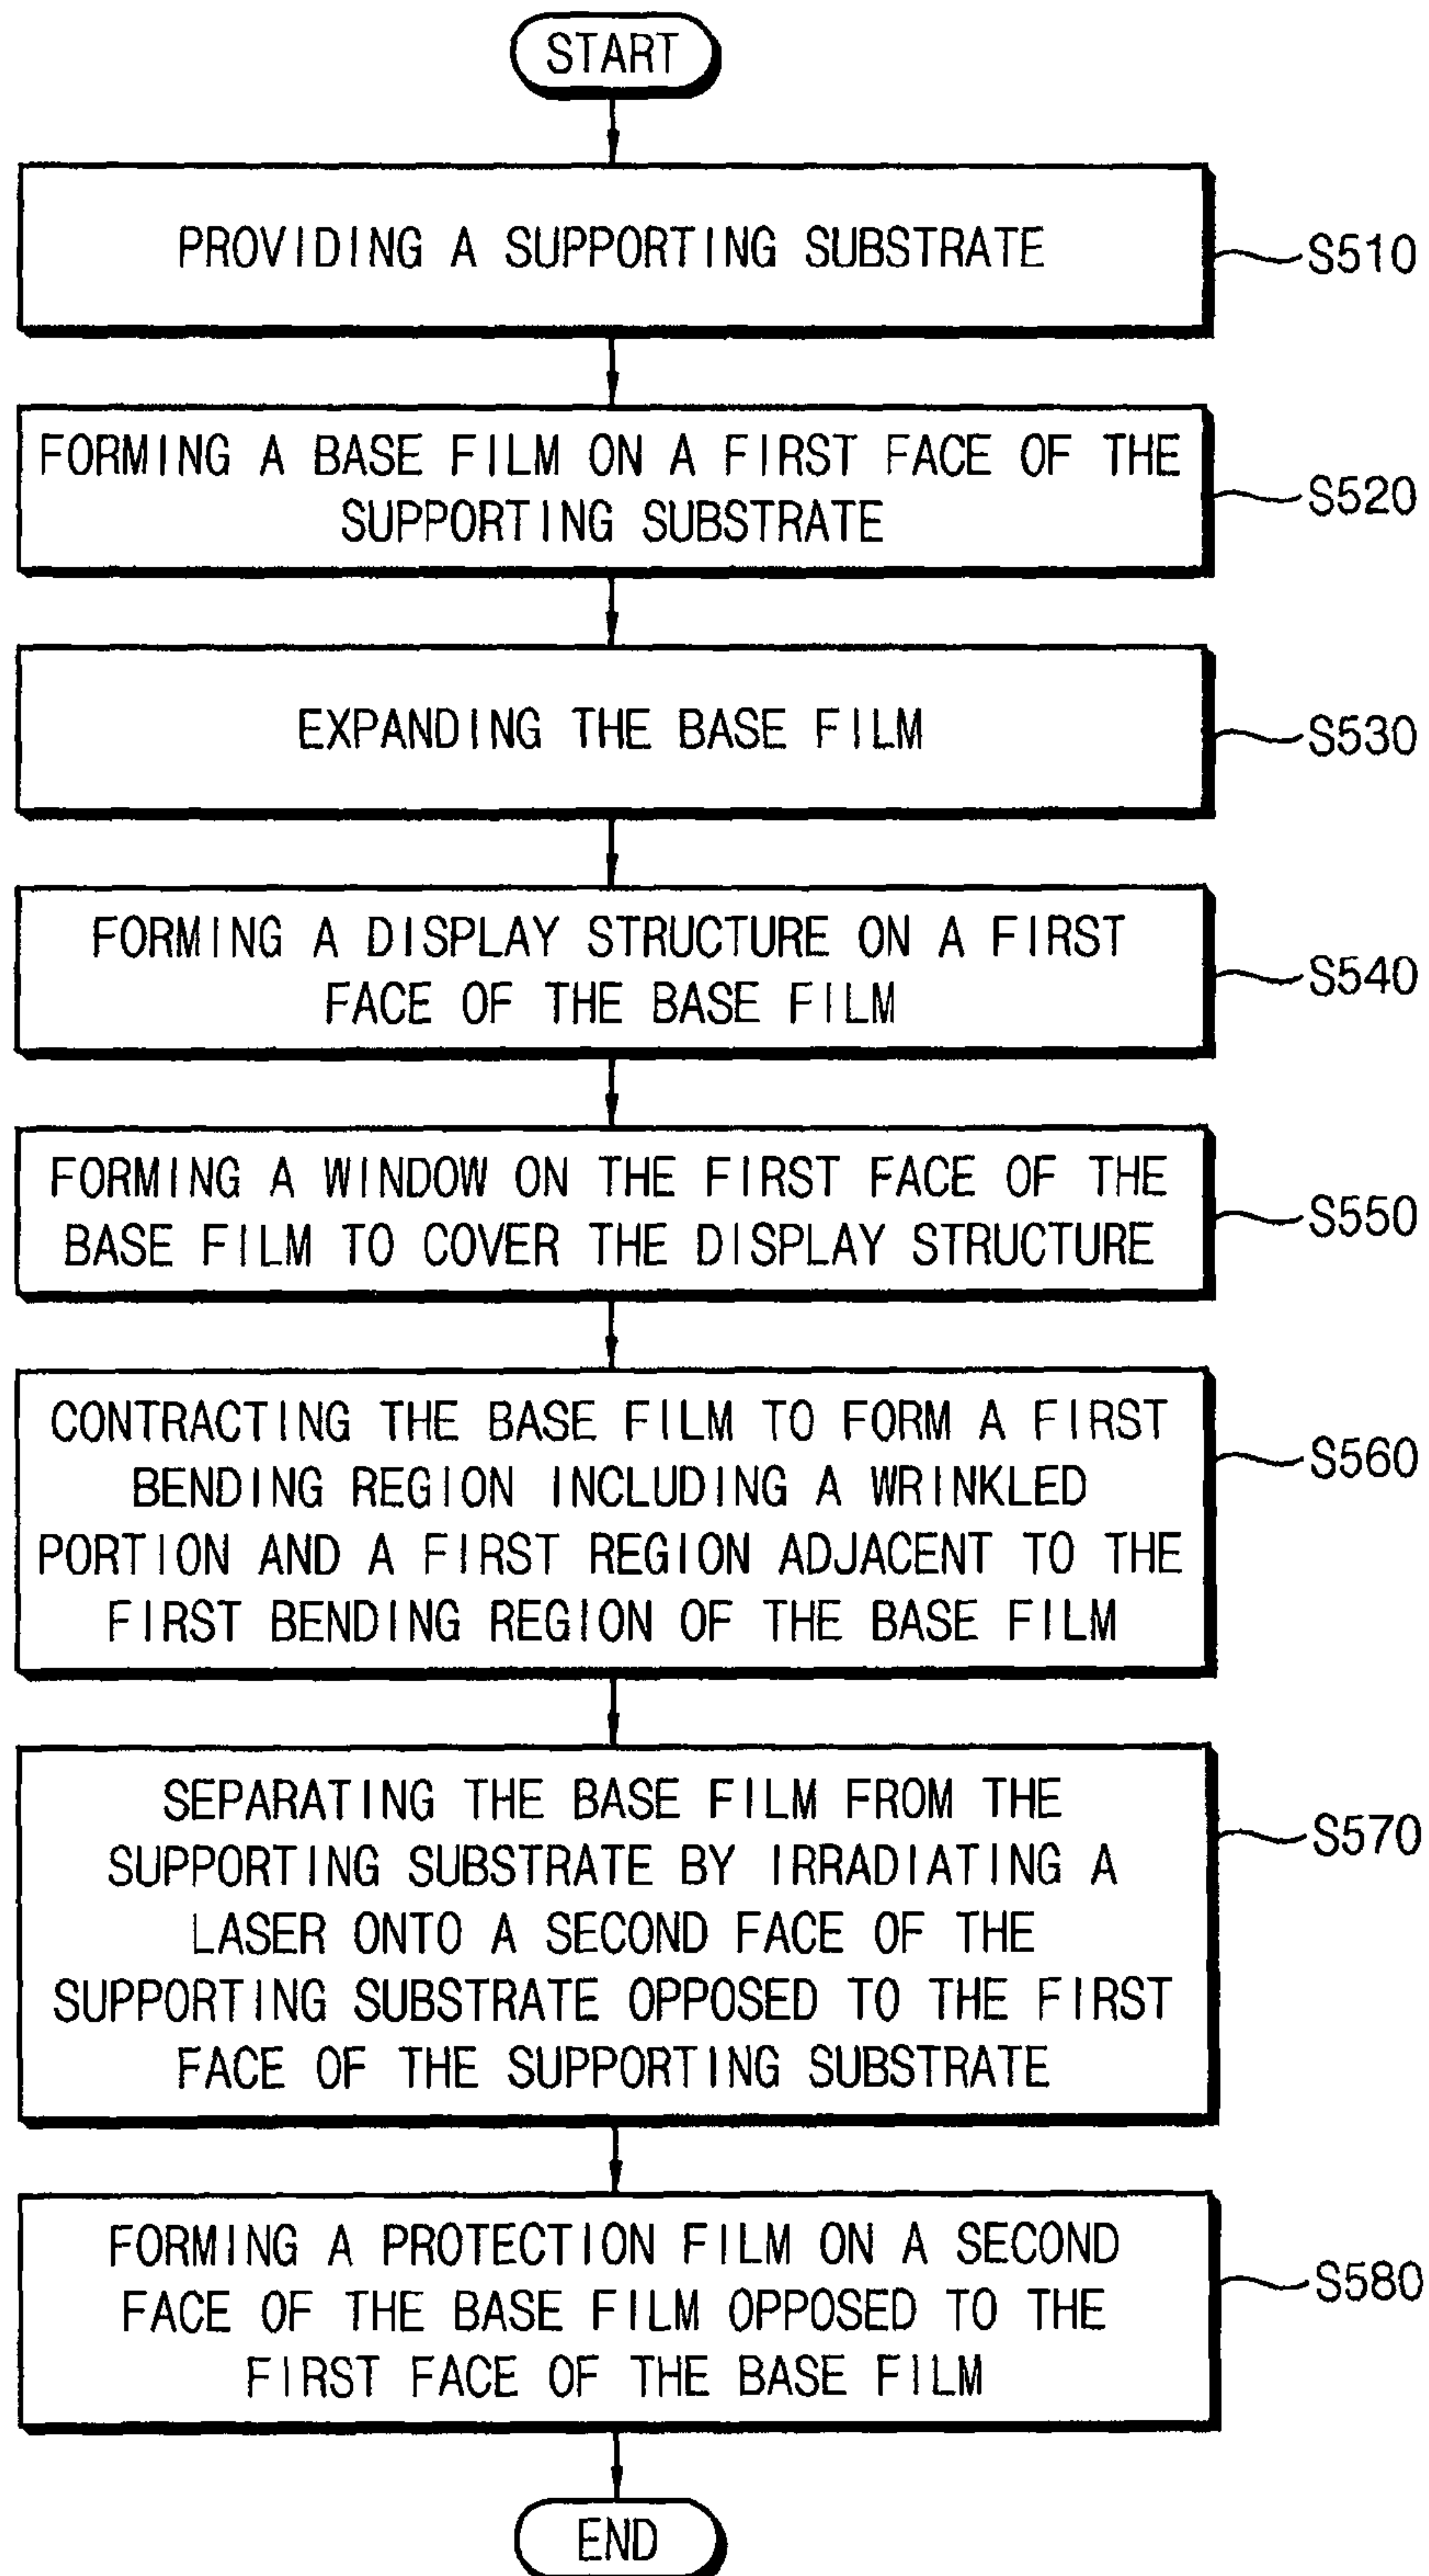 START
PROVIDING A SUPPORTING SUBSTRATE
S510
FORMING A BASE FILM ON A FIRST FACE OF THE
SUPPORTING SUBSTRATE
S520
EXPANDING THE BASE FILM
S530
FORMING A DISPLAY STRUCTURE ON A FIRST
FACE OF THE BASE FILM
S540
FORMING A WINDOW ON THE FIRST FACE OF THE
BASE FILM TO COVER THE DISPLAY STRUCTURE
S550
CONTRACTING THE BASE FILM TO FORM A FIRST
BENDING REGION INCLUDING A WRINKLED
PORTION AND A FIRST REGION ADJACENT TO THE
FIRST BENDING REGION OF THE BASE FILM
S560
SEPARATING THE BASE FILM FROM THE
SUPPORTING SUBSTRATE BY IRRADIATING A
LASER ONTO A SECOND FACE OF THE
SUPPORTING SUBSTRATE OPPOSED TO THE FIRST
FACE OF THE SUPPORTING SUBSTRATE
S570
FORMING A PROTECTION FILM ON A SECOND
FACE OF THE BASE FILM OPPOSED TO THE
FIRST FACE OF THE BASE FILM
S580
END